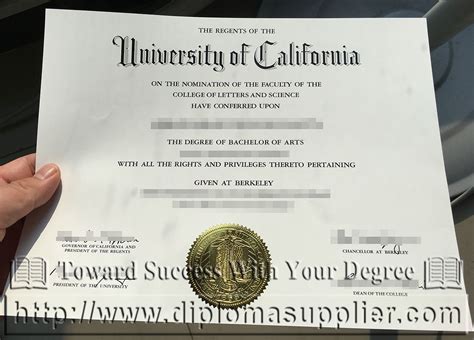 THE REGENTS OF THE
University of California
ON THE NOMINATION OF THE FACULTY OF THE
COLLEGE OF LETTERS AND SCIENCE
HAVE CONFERRED UPON
THE DEGREE OF BACHELOR OF ARTS
WITH ALL THE RIGHTS AND PRIVILEGES THERETO PERTAINING
GIVEN AT BERKELEY
GOVERNOR OF CALIFORNIA AND
PRESIDENT OF THE REGENTS
CHANCELLOR AT BERKELEY
Toward Success With Your Degree
PRESIDENT OF THE UNIVERSITY
DEAN OF THE COLLEGE
http://www.diplomasupplier.com/